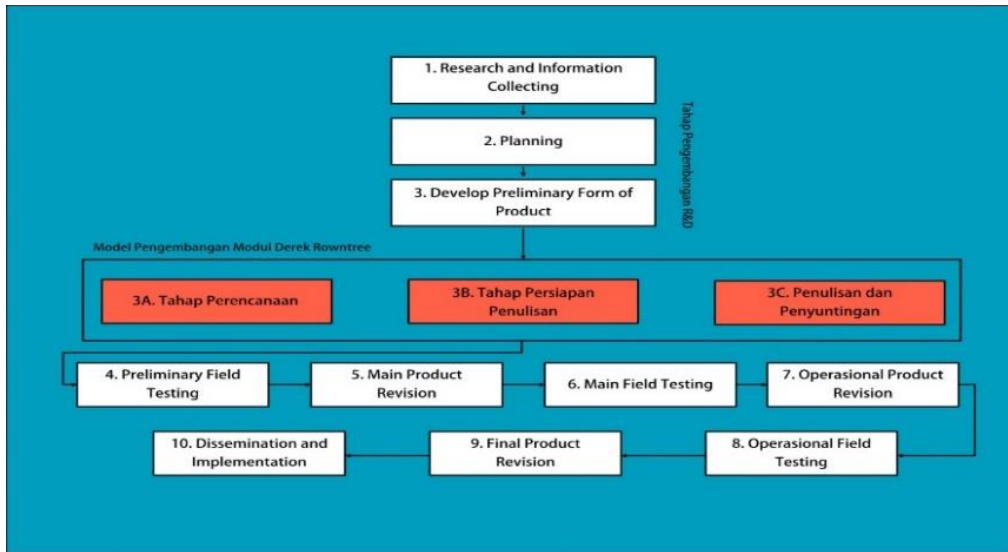 1. Research and Information
Collecting
2. Planning
3. Develop Preliminary Form of
Product
Tahap Pengembangan R&D
Model Pengembangan Modul Derek Rowntree
3A. Tahap Perencanaan
3B. Tahap Persiapan
Penulisan
3C. Penulisan dan
Penyuntingan
4. Preliminary Field
Testing
5. Main Product
Revision
6. Main Field Testing
7. Operasional Product
Revision
10. Dissemination and
Implementation
9. Final Product
Revision
8. Operasional Field
Testing